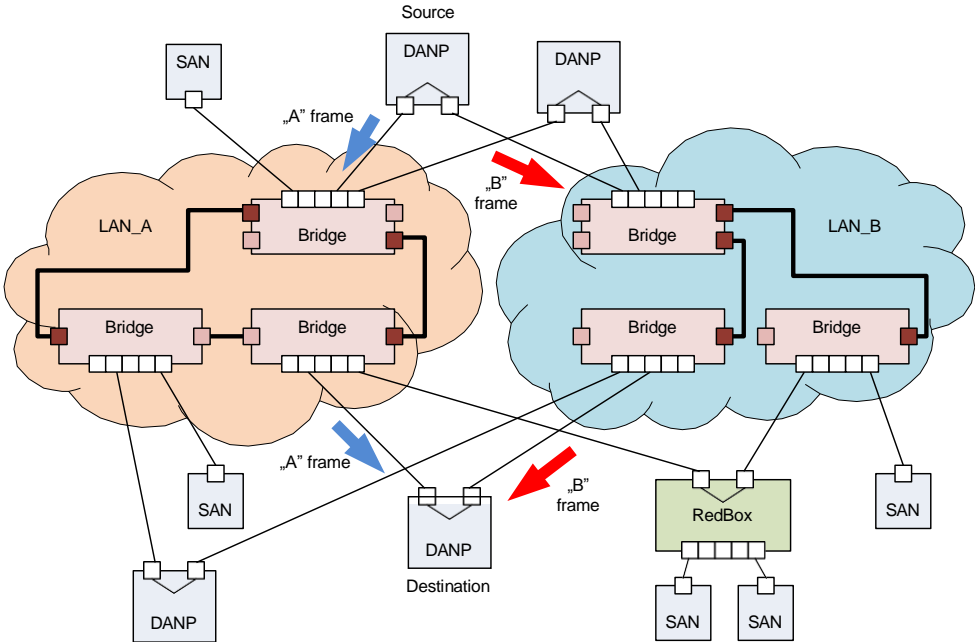 Source
SAN
DANP
DANP
„A” frame
„B”
frame
LAN_A
Bridge
Bridge
LAN_B
Bridge
Bridge
Bridge
Bridge
„A” frame
„B”
frame
SAN
DANP
RedBox
SAN
Destination
DANP
SAN
SAN